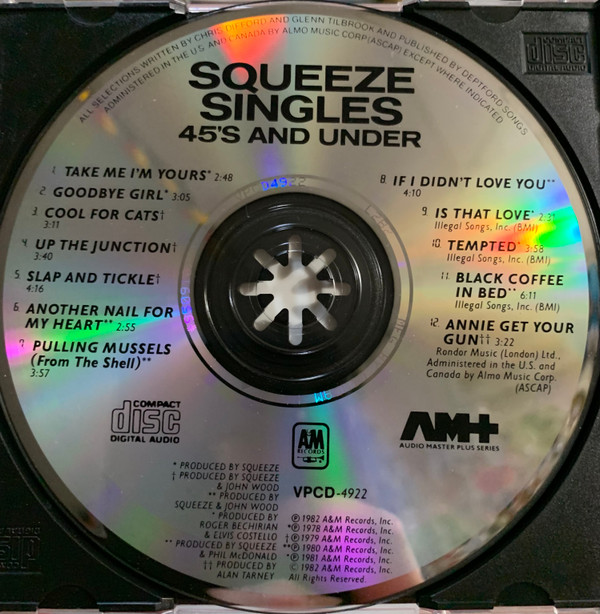 ALL SELECTIONS WRITTEN BY CHRIS DIFFORD AND GLENN TILBROOK AND PUBLISHED BY DEPTFORD SONGS
ADMINISTERED IN THE U.S. AND CANADA BY ALMO MUSIC CORP. (ASCAP) EXCEPT WHERE INDICATED
SQUEEZE
SINGLES
45'S AND UNDER
1. TAKE ME I'M YOURS* 2:48
2. GOODBYE GIRL* 3:05
3. COOL FOR CATS†
3:11
4. UP THE JUNCTION†
3:40
5. SLAP AND TICKLE†
4:16
6. ANOTHER NAIL FOR
MY HEART** 2:55
7. PULLING MUSSELS
(From The Shell)**
3:57
8. IF I DIDN'T LOVE YOU**
4:10
9. IS THAT LOVE*
Illegal Songs, Inc. (BMI)
10. TEMPTED* 3:58
Illegal Songs, Inc. (BMI)
11. BLACK COFFEE
IN BED** 6:11
Illegal Songs, Inc. (BMI)
12. ANNIE GET YOUR
GUN†† 3:22
Rondor Music (London) Ltd.,
Administered in the U.S. and
Canada by Almo Music Corp.
(ASCAP)
COMPACT
disc
DIGITAL AUDIO
A&M
RECORDS
AM+
AUDIO MASTER PLUS SERIES
VPCD-4922
* PRODUCED BY SQUEEZE
† PRODUCED BY SQUEEZE
& JOHN WOOD
** PRODUCED BY
SQUEEZE & JOHN WOOD
* PRODUCED BY
ROGER BECHIRIAN
& ELVIS COSTELLO
** PRODUCED BY SQUEEZE
& PHIL McDONALD
†† PRODUCED BY
ALAN TARNEY
℗ 1982 A&M Records, Inc.
*℗ 1978 A&M Records, Inc.
†℗ 1979 A&M Records, Inc.
**℗ 1980 A&M Records, Inc.
*℗ 1981 A&M Records, Inc.
© 1982 A&M Records, Inc.
All Rights Reserved.
COMPACT
disc
DIGITAL AUDIO